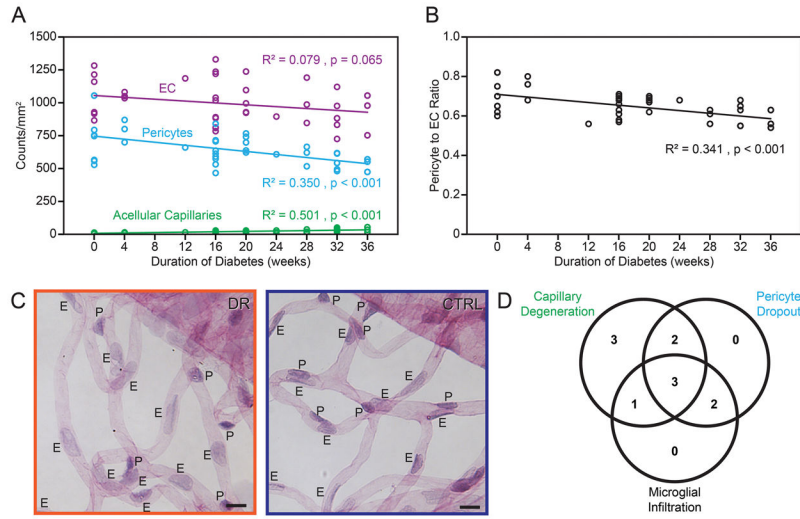 A
1500
1250
1000
750
500
250
0
Counts/mm²
R² = 0.079 , p = 0.065
EC
Pericytes
R² = 0.350 , p < 0.001
Acellular Capillaries
R² = 0.501 , p < 0.001
0 4 8 12 16 20 24 28 32 36
Duration of Diabetes (weeks)
B
1.0
0.8
0.6
0.4
0.2
0
Pericyte to EC Ratio
R² = 0.341 , p < 0.001
0 4 8 12 16 20 24 28 32 36
Duration of Diabetes (weeks)
C
DR
E P
E
E
E P
E
P
E P E
E
E E
CTRL
P P
E E
P
E
E P E
E
E E
D
Capillary
Degeneration
Pericyte
Dropout
3 2 0
3
1 2
0
Microglial
Infiltration